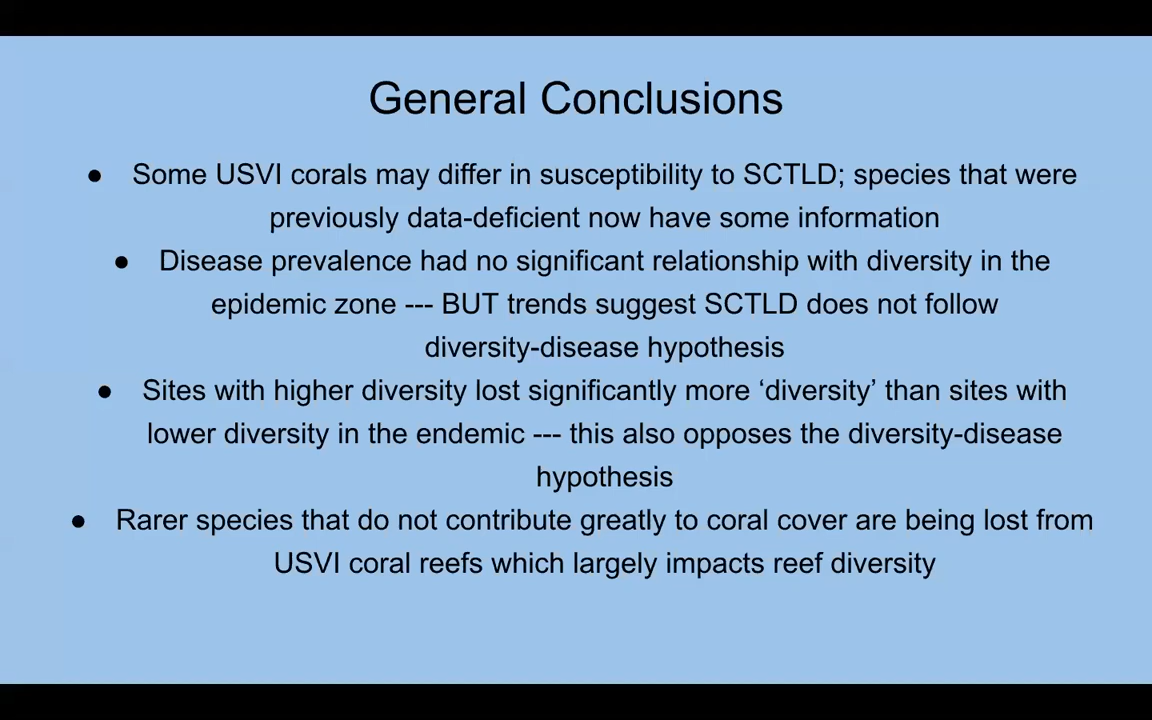 General Conclusions
● Some USVI corals may differ in susceptibility to SCTLD; species that were
previously data-deficient now have some information
● Disease prevalence had no significant relationship with diversity in the
epidemic zone --- BUT trends suggest SCTLD does not follow
diversity-disease hypothesis
● Sites with higher diversity lost significantly more ‘diversity’ than sites with
lower diversity in the endemic --- this also opposes the diversity-disease
hypothesis
● Rarer species that do not contribute greatly to coral cover are being lost from
USVI coral reefs which largely impacts reef diversity